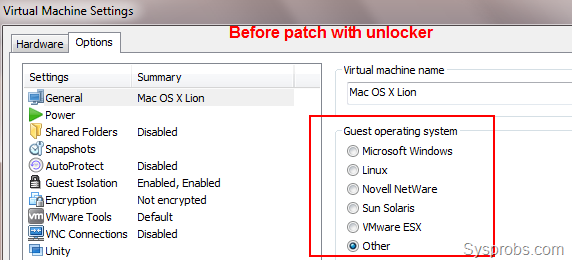 Virtual Machine Settings
Before patch with unlocker
Hardware Options
Settings Summary
General Mac OS X Lion
Power
Shared Folders Disabled
Snapshots
AutoProtect Disabled
Guest Isolation Enabled, Enabled
Encryption Not encrypted
VMware Tools Default
VNC Connections Disabled
Unity
Virtual machine name
Mac OS X Lion
Guest operating system
Microsoft Windows
Linux
Novell NetWare
Sun Solaris
VMware ESX
Other
Sysprobs.com